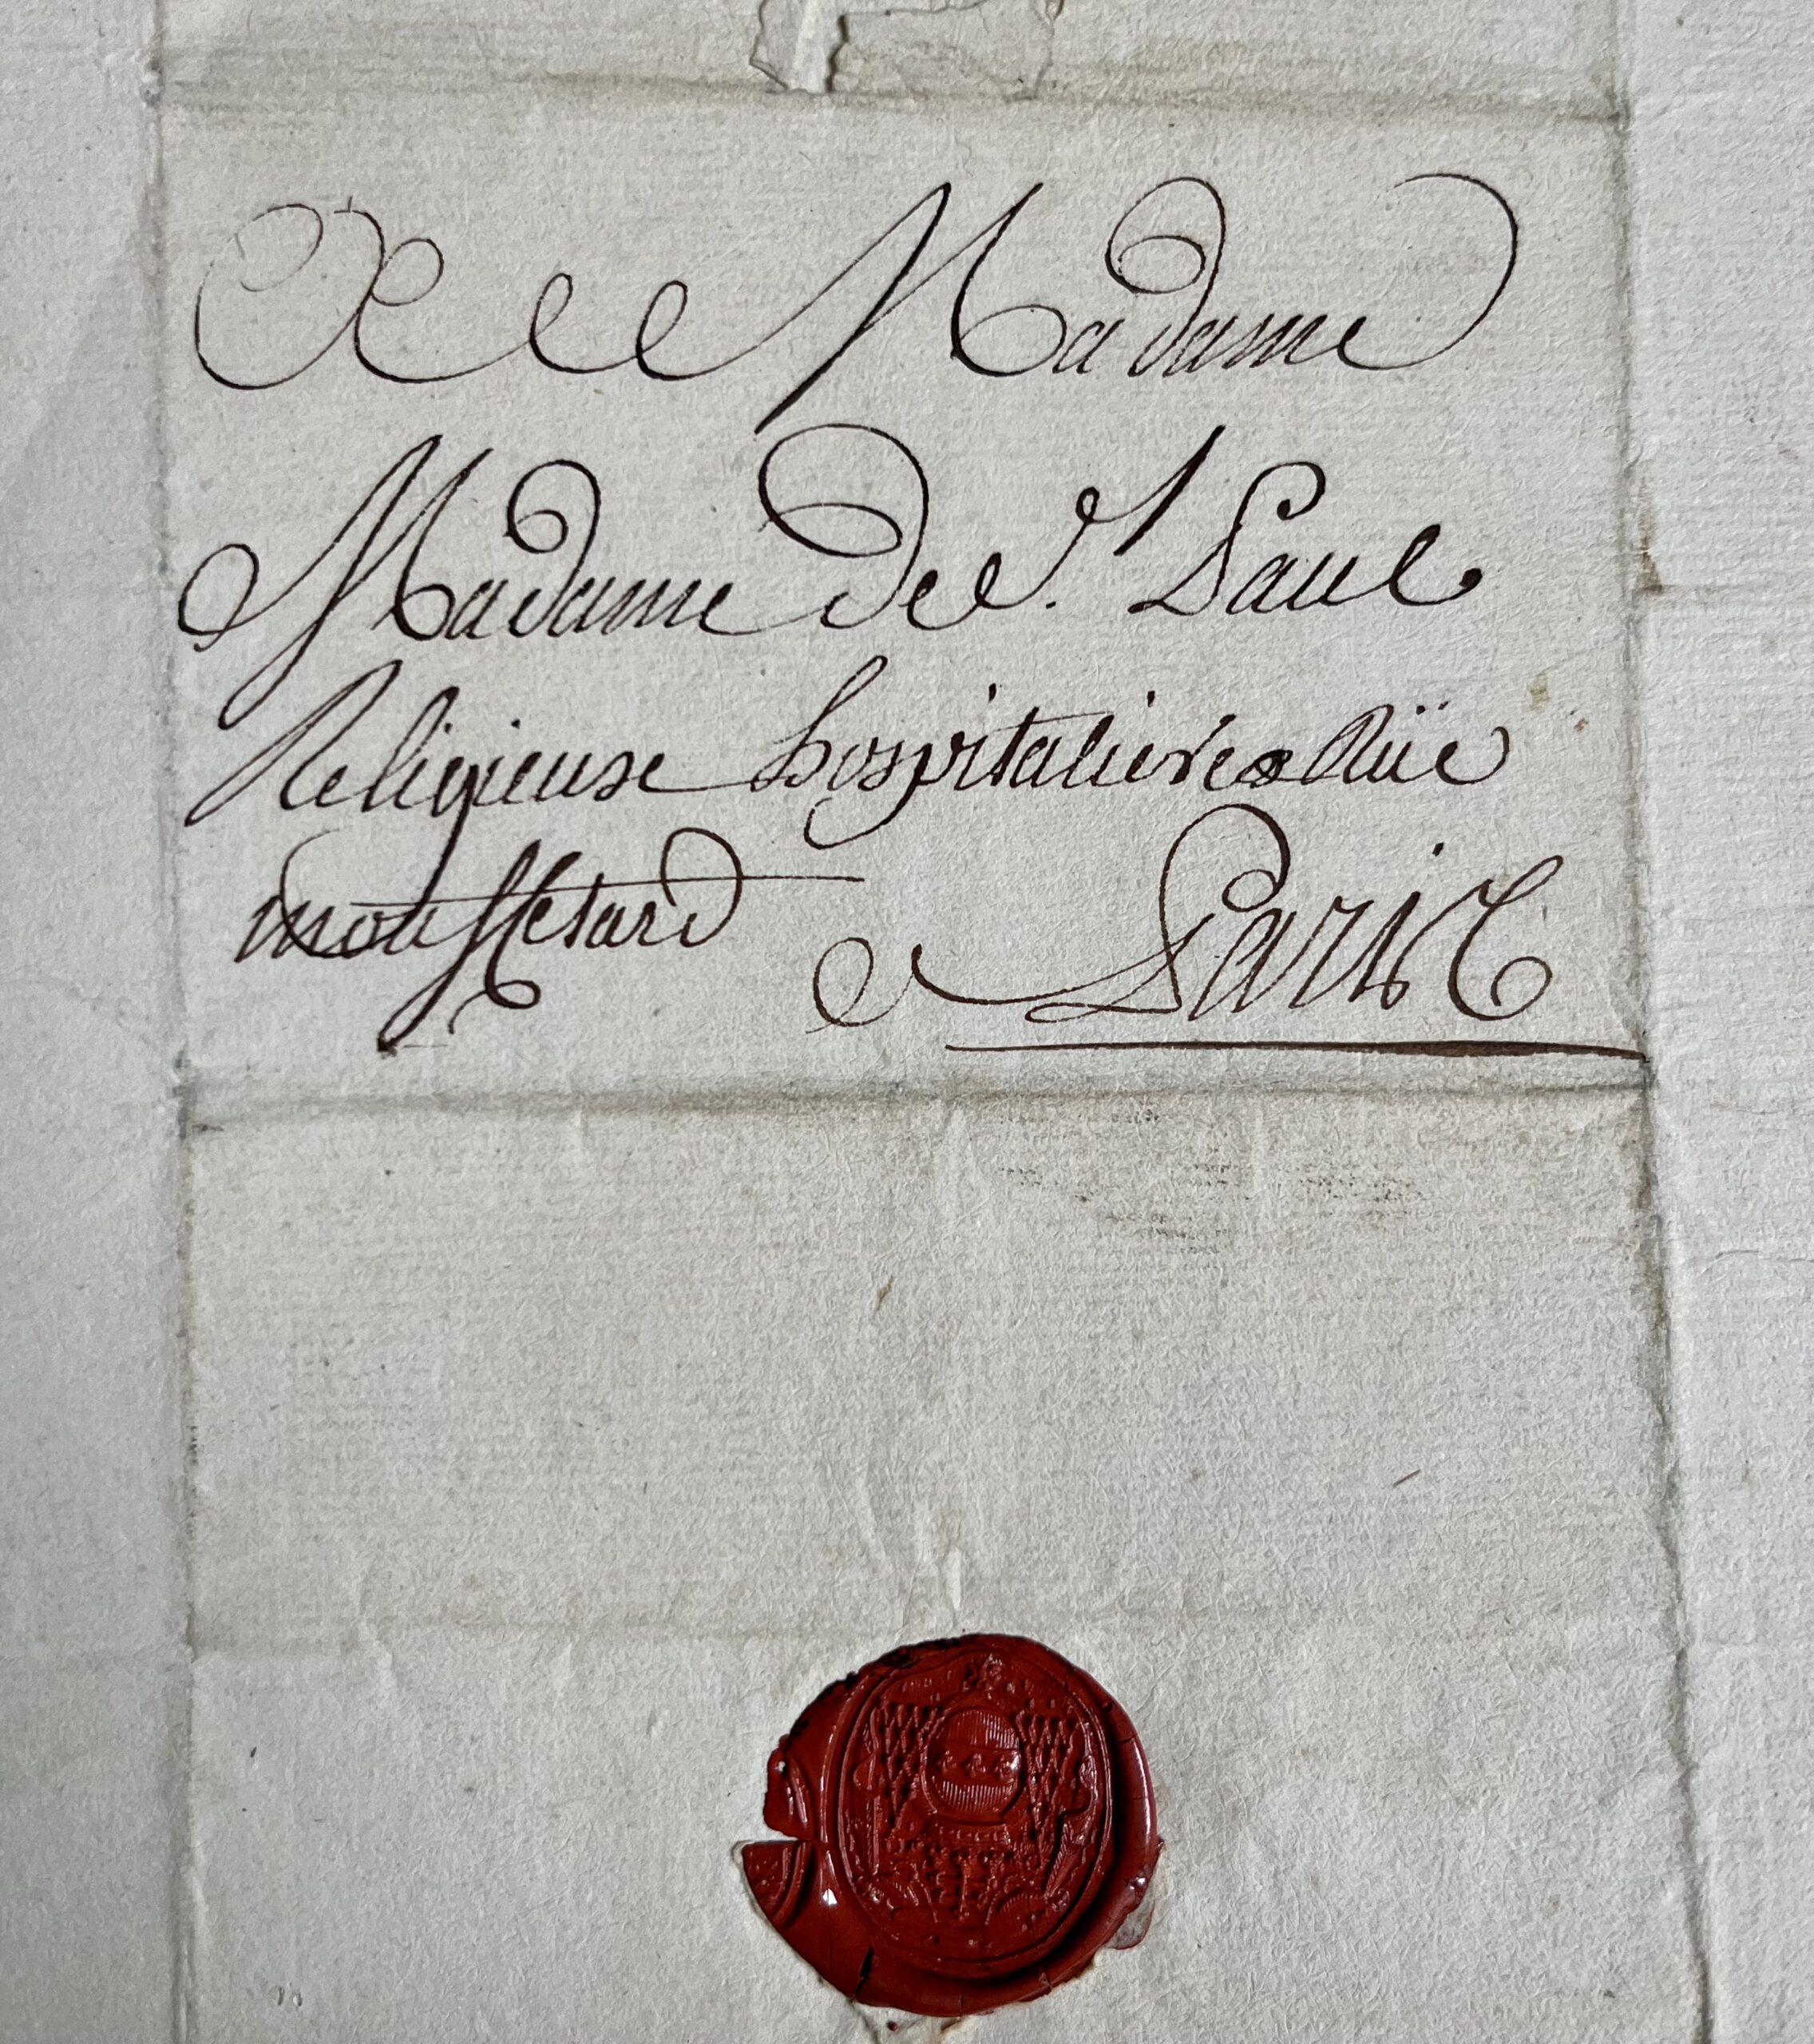 A Madame
Madame de St. Paul
Religieuse hospitaliere Rüe
mouffetard
a Paris